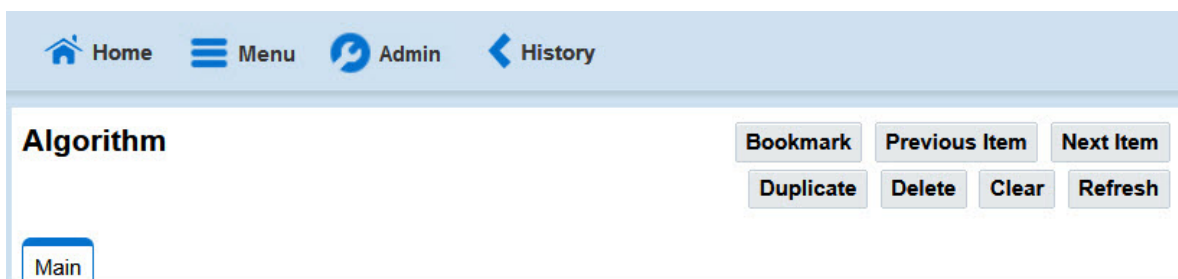 Home Menu Admin History
Algorithm Bookmark Previous Item Next Item
Duplicate Delete Clear Refresh
Main